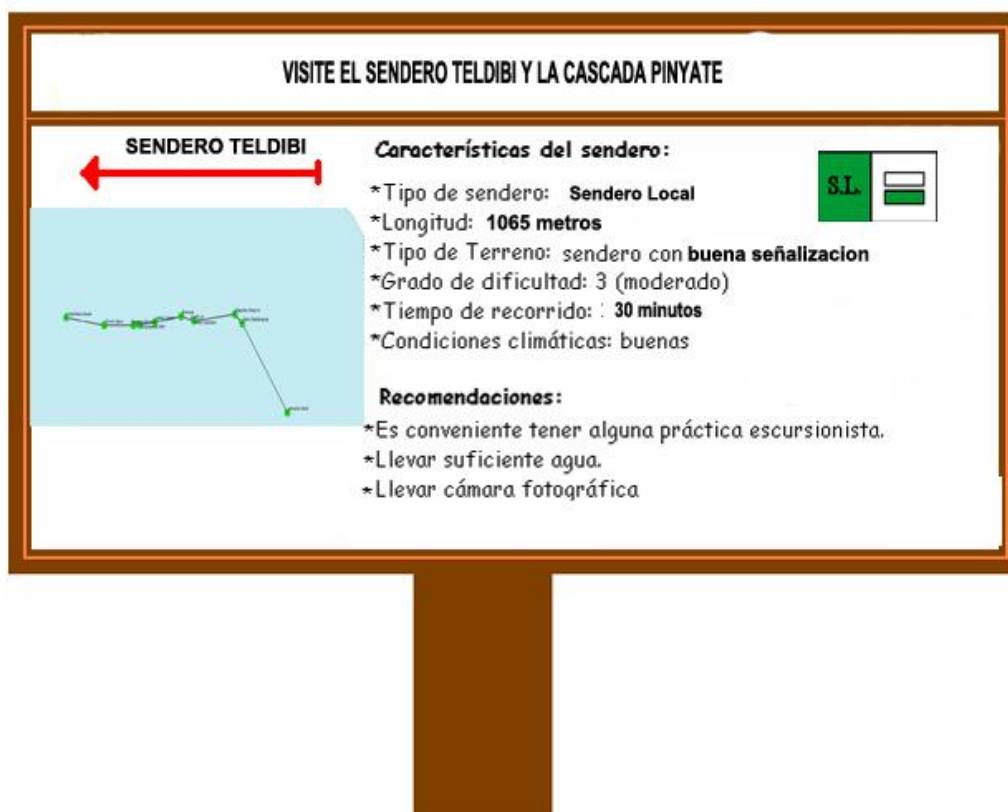 VISITE EL SENDERO TELDIBI Y LA CASCADA PINYATE
SENDERO TELDIBI
Características del sendero:
S.L.
*Tipo de sendero: Sendero Local
*Longitud: 1065 metros
*Tipo de Terreno: sendero con buena señalizacion
*Grado de dificultad: 3 (moderado)
*Tiempo de recorrido: : 30 minutos
*Condiciones climáticas: buenas
Recomendaciones:
*Es conveniente tener alguna práctica escursionista.
*Llevar suficiente agua.
*Llevar cámara fotográfica